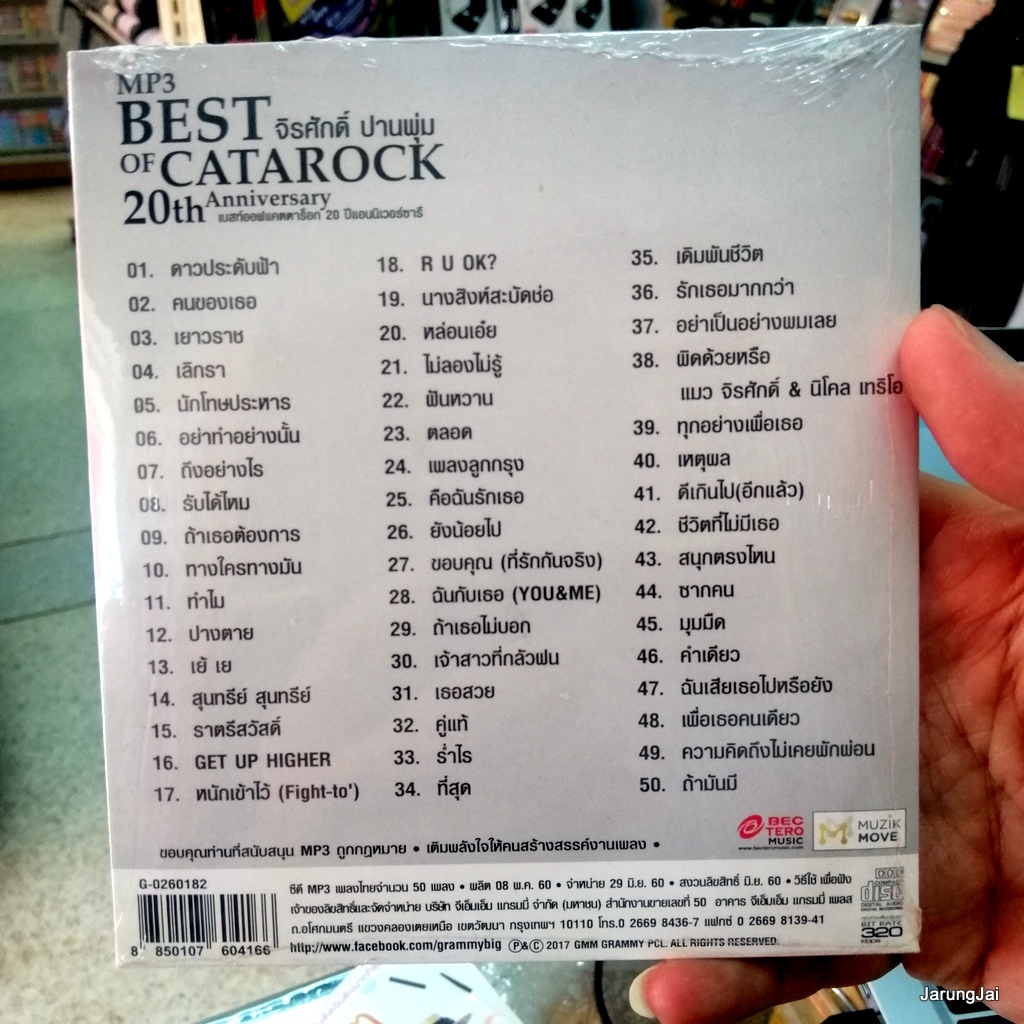 MP3
BEST จิรศักดิ์ ปานพุ่ม
OF CATAROCK
20th Anniversary
เบสท์ออฟแคตตาร็อก 20 ปีแอนนิเวอร์ซารี่
01. ดาวประดับฟ้า
02. คนของเธอ
03. เยาวราช
04. เลิกรา
05. นักโทษประหาร
06. อย่าทำอย่างนั้น
07. ถึงอย่างไร
08. รับได้ไหม
09. ถ้าเธอต้องการ
10. ทางใครทางมัน
11. ทำไม
12. ปางตาย
13. เย้ เย
14. สุนทรีย์ สุนทรีย์
15. ราตรีสวัสดิ์
16. GET UP HIGHER
17. หนักเข้าไว้ (Fight-to')
18. R U OK?
19. นางสิงห์สะบัดช่อ
20. หล่อนเอ๋ย
21. ไม่ลองไม่รู้
22. ฟันหวาน
23. ตลอด
24. เพลงลูกกรุง
25. คือฉันรักเธอ
26. ยังน้อยไป
27. ขอบคุณ (ที่รักกันจริง)
28. ฉันกับเธอ (YOU&ME)
29. ถ้าเธอไม่บอก
30. เจ้าสาวที่กลัวฝน
31. เธอสวย
32. คู่แท้
33. ร่ำไร
34. ที่สุด
35. เดิมพันชีวิต
36. รักเธอมากกว่า
37. อย่าเป็นอย่างผมเลย
38. ผิดด้วยหรือ
แมว จิรศักดิ์ & นิโคล เทริโอ
39. ทุกอย่างเพื่อเธอ
40. เหตุผล
41. ดีเกินไป(อีกแล้ว)
42. ชีวิตที่ไม่มีเธอ
43. สนุกตรงไหน
44. ซากคน
45. มุมมืด
46. คำเดียว
47. ฉันเสียเธอไปหรือยัง
48. เพื่อเธอคนเดียว
49. ความคิดถึงไม่เคยพักผ่อน
50. ถ้ามันมี
BEC
TERO
MUSIC
www.bectero​music.com
MUZIK
MOVE
ขอบคุณท่านที่สนับสนุน MP3 ถูกกฎหมาย • เติมพลังใจให้คนสร้างสรรค์งานเพลง •
G-0260182
8 850107 604166
ซีดี MP3 เพลงไทยจำนวน 50 เพลง • ผลิต 08 พ.ค. 60 • จำหน่าย 29 มิ.ย. 60 • สงวนลิขสิทธิ์ มิ.ย. 60 • วิธีใช้ เพื่อฟัง
เจ้าของลิขสิทธิ์และจัดจำหน่าย บริษัท จีเอ็มเอ็ม แกรมมี่ จำกัด (มหาชน) สำนักงานขายเลขที่ 50 อาคาร จีเอ็มเอ็ม แกรมมี่ เพลส
ถ.อโศกมนตรี แขวงคลองเตยเหนือ เขตวัฒนา กรุงเทพฯ 10110 โทร.0 2669 8436-7 แฟกซ์ 0 2669 8139-41
http://www.facebook.com/grammybig ℗&© 2017 GMM GRAMMY PCL. ALL RIGHTS RESERVED.
DDD
COMPACT
disc
DIGITAL AUDIO
BIT RATE
320
kbps
JarungJai